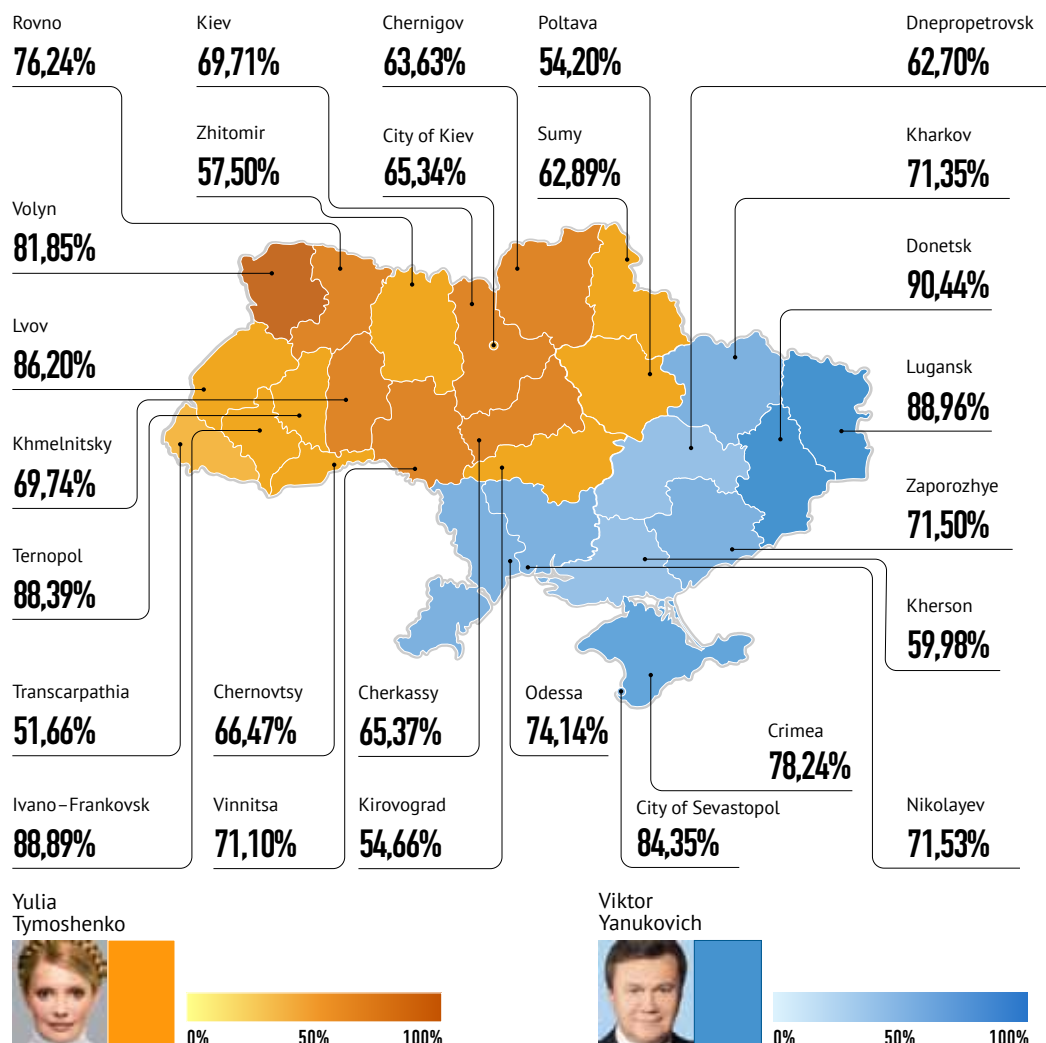 Rovno
76,24%
Kiev
69,71%
Chernigov
63,63%
Poltava
54,20%
Dnepropetrovsk
62,70%
Zhitomir
57,50%
City of Kiev
65,34%
Sumy
62,89%
Kharkov
71,35%
Volyn
81,85%
Donetsk
90,44%
Lvov
86,20%
Lugansk
88,96%
Khmelnitsky
69,74%
Zaporozhye
71,50%
Ternopol
88,39%
Kherson
59,98%
Transcarpathia
51,66%
Chernovtsy
66,47%
Cherkassy
65,37%
Odessa
74,14%
Crimea
78,24%
Ivano–Frankovsk
88,89%
Vinnitsa
71,10%
Kirovograd
54,66%
City of Sevastopol
84,35%
Nikolayev
71,53%
Yulia
Tymoshenko
0% 50% 100%
Viktor
Yanukovich
0% 50% 100%